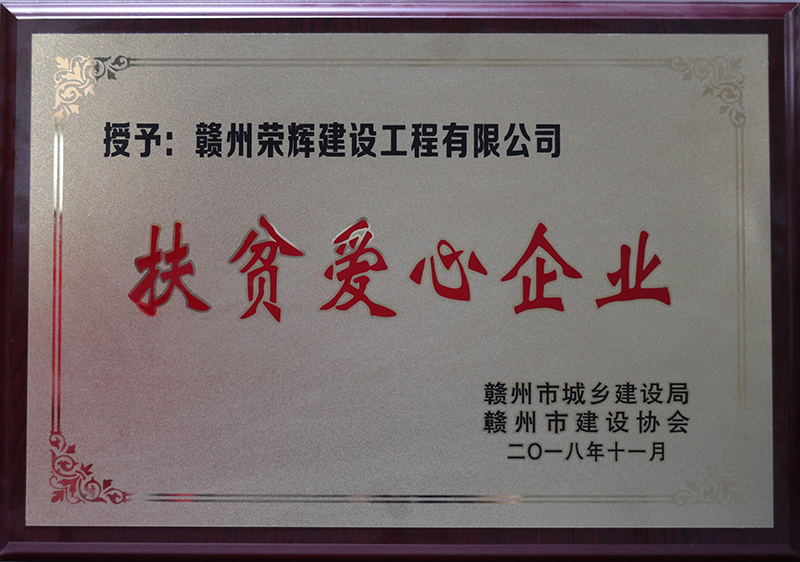 授予：赣州荣辉建设工程有限公司
扶贫爱心企业
赣州市城乡建设局
赣州市建设协会
二〇一八年十一月